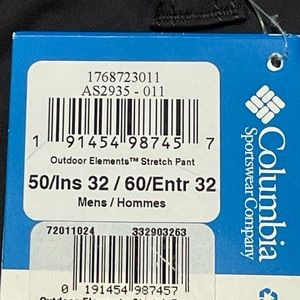 1768723011
AS2935 - 011
1 91454 98745 7
Outdoor Elements™ Stretch Pant
50/Ins 32 / 60/Entr 32
Mens / Hommes
72011024 332903263
0 191454 987457
Columbia
Sportswear Company